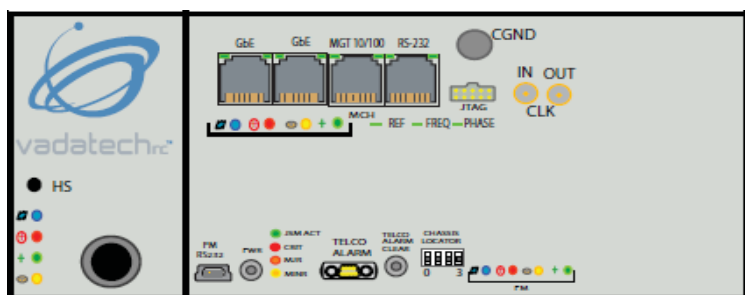 GbE GbE MGT 10/100 RS-232
CGND
IN OUT
CLK
JTAG
MCH
REF FREQ PHASE
vadatech
HS
FM
RS232
PWR
JSM ACT
CRIT
MJR
MINR
TELCO
ALARM
TELCO
ALARM
CLEAR
CHASSIS
LOCATOR
0 3
FM